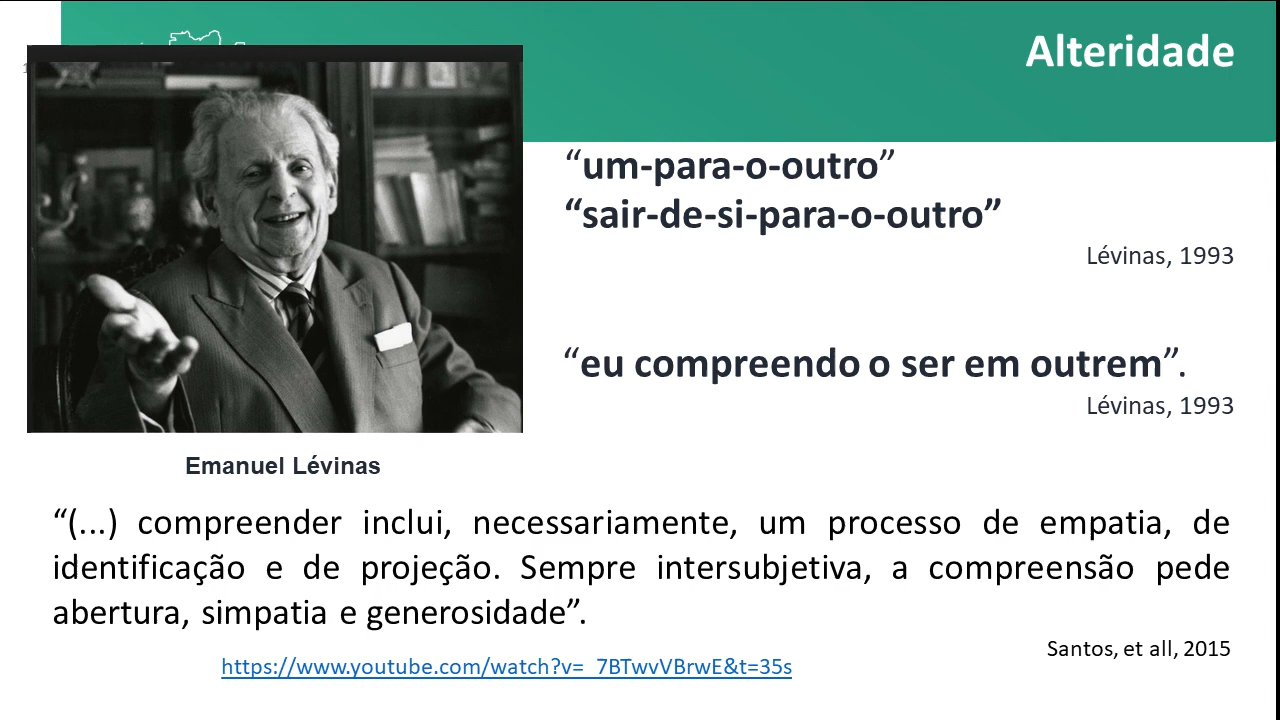 Alteridade
“um-para-o-outro”
“sair-de-si-para-o-outro”
Lévinas, 1993
“eu compreendo o ser em outrem”.
Lévinas, 1993
Emanuel Lévinas
“(...) compreender inclui, necessariamente, um processo de empatia, de
identificação e de projeção. Sempre intersubjetiva, a compreensão pede
abertura, simpatia e generosidade”.
Santos, et all, 2015
https://www.youtube.com/watch?v=_7BTwvVBrwE&t=35s